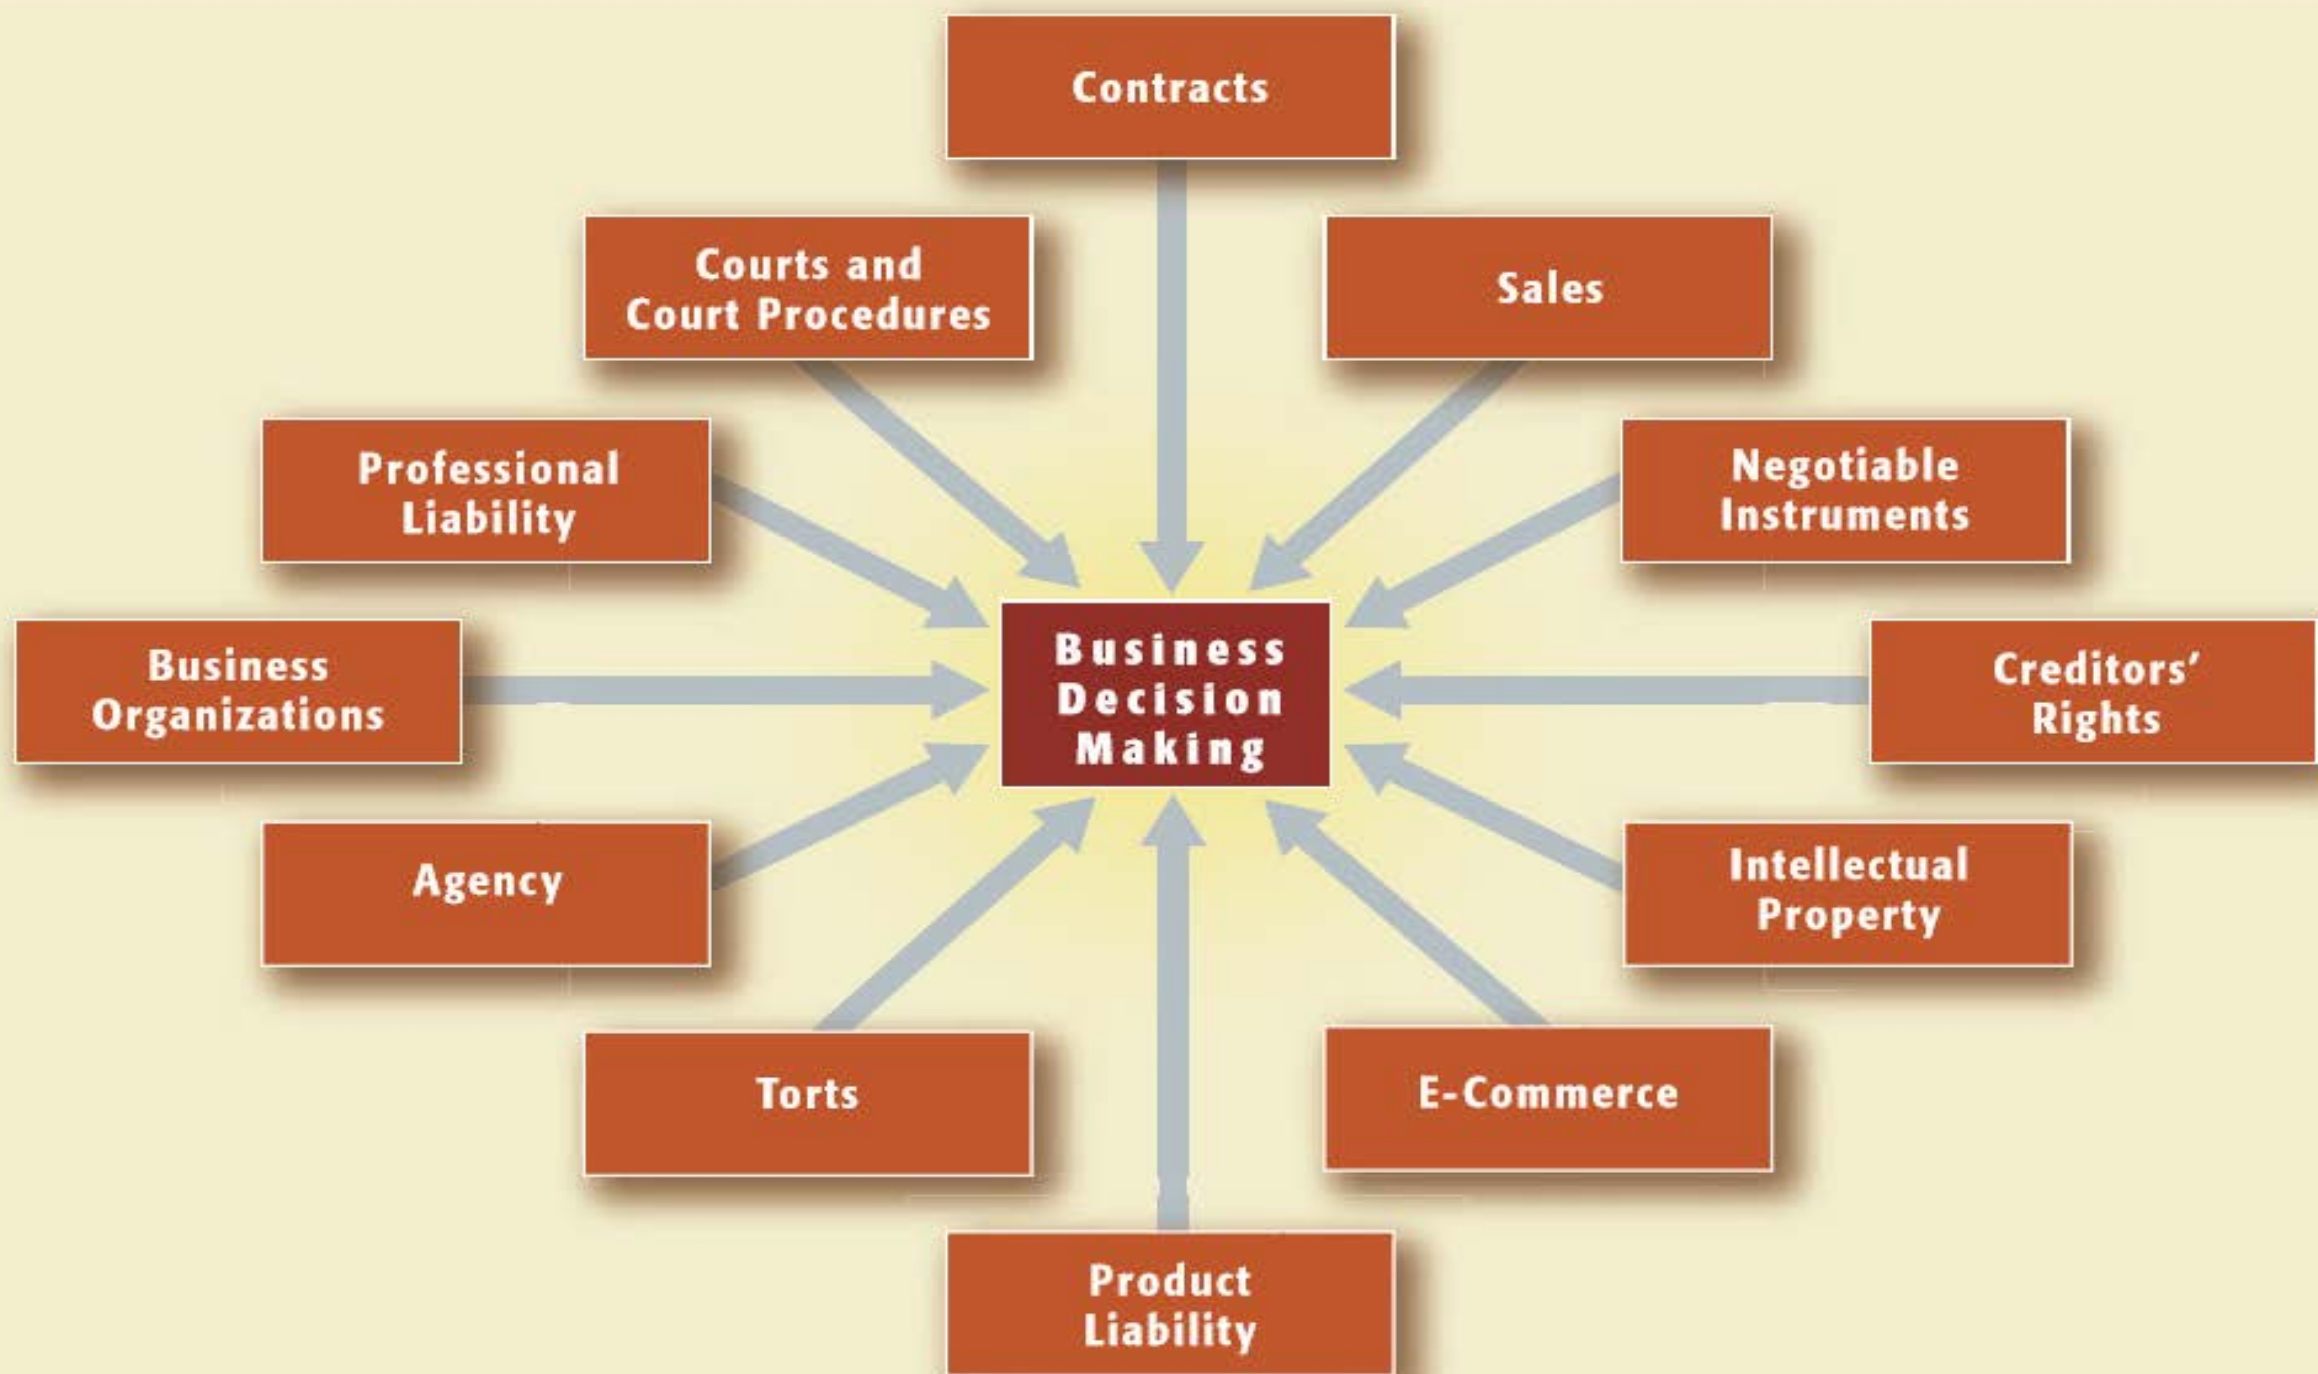 Contracts
Courts and
Court Procedures
Sales
Professional
Liability
Negotiable
Instruments
Business
Organizations
Business
Decision
Making
Creditors’
Rights
Agency
Intellectual
Property
Torts
E-Commerce
Product
Liability